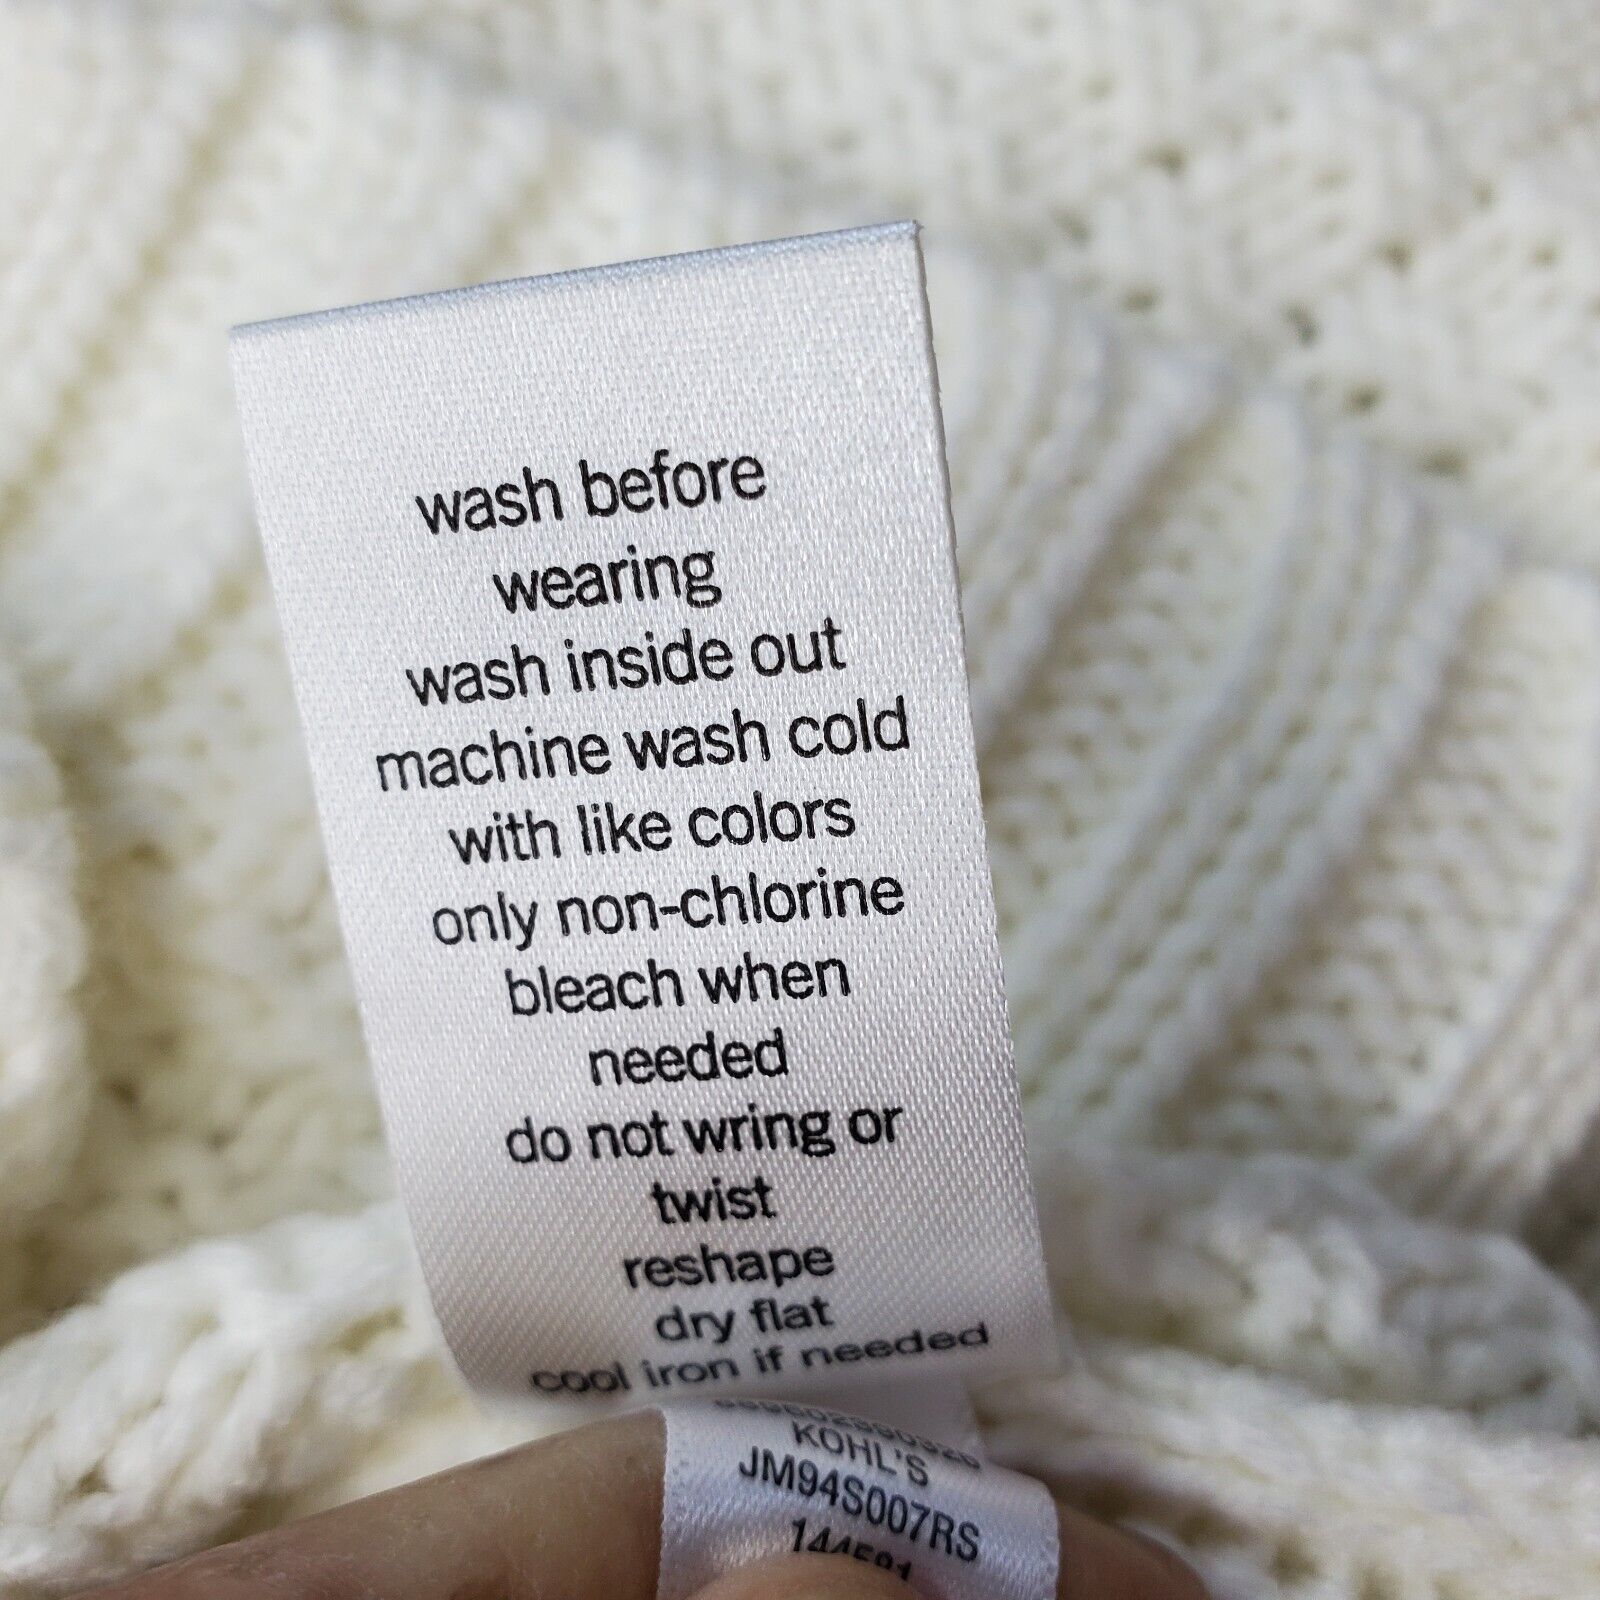 wash before
wearing
wash inside out
machine wash cold
with like colors
only non-chlorine
bleach when
needed
do not wring or
twist
reshape
dry flat
cool iron if needed
KOHL'S
JM94S007RS